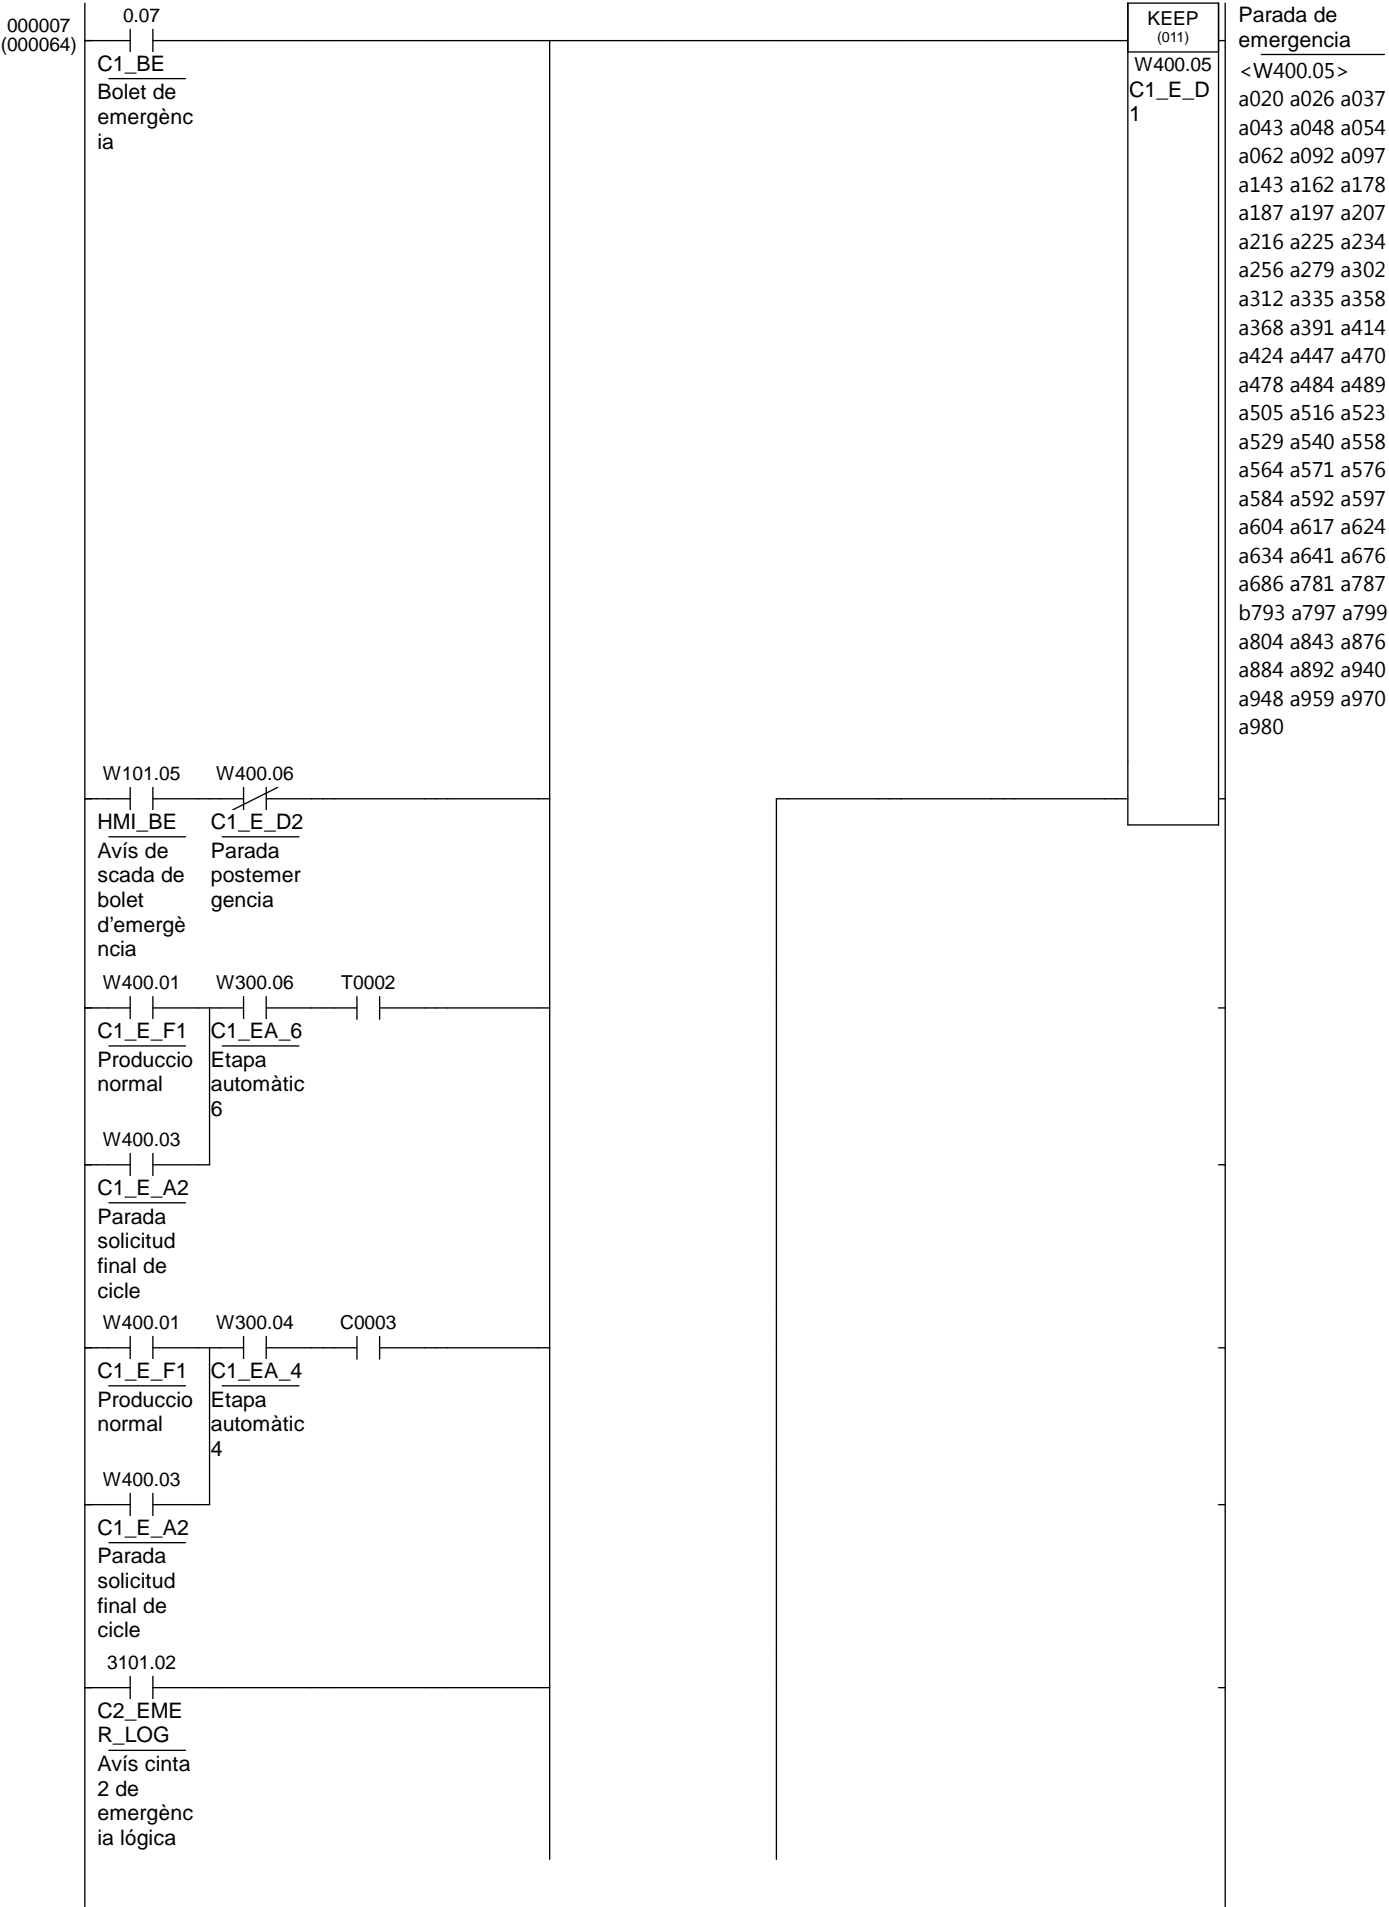 000007
(000064)
0.07
C1_BE
Bolet de
emergènc
ia
KEEP
(011)
W400.05
C1_E_D
1
Parada de
emergencia
<W400.05>
a020 a026 a037
a043 a048 a054
a062 a092 a097
a143 a162 a178
a187 a197 a207
a216 a225 a234
a256 a279 a302
a312 a335 a358
a368 a391 a414
a424 a447 a470
a478 a484 a489
a505 a516 a523
a529 a540 a558
a564 a571 a576
a584 a592 a597
a604 a617 a624
a634 a641 a676
a686 a781 a787
b793 a797 a799
a804 a843 a876
a884 a892 a940
a948 a959 a970
a980
W101.05
HMI_BE
Avís de
scada de
bolet
d'emergè
ncia
W400.06
C1_E_D2
Parada
postemer
gencia
W400.01
C1_E_F1
Produccio
normal
W300.06
C1_EA_6
Etapa
automàtic
6
T0002
W400.03
C1_E_A2
Parada
solicitud
final de
cicle
W400.01
C1_E_F1
Produccio
normal
W300.04
C1_EA_4
Etapa
automàtic
4
C0003
W400.03
C1_E_A2
Parada
solicitud
final de
cicle
3101.02
C2_EME
R_LOG
Avís cinta
2 de
emergènc
ia lógica